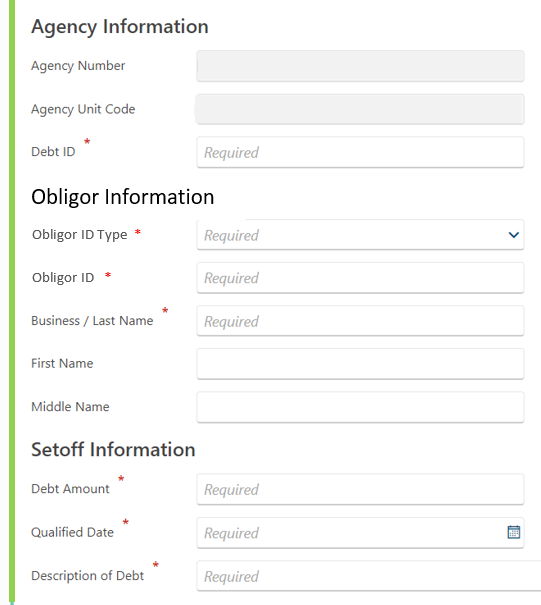 Agency Information
Agency Number
Agency Unit Code
Debt ID * Required
Obligor Information
Obligor ID Type * Required
Obligor ID * Required
Business / Last Name * Required
First Name
Middle Name
Setoff Information
Debt Amount * Required
Qualified Date * Required
Description of Debt * Required